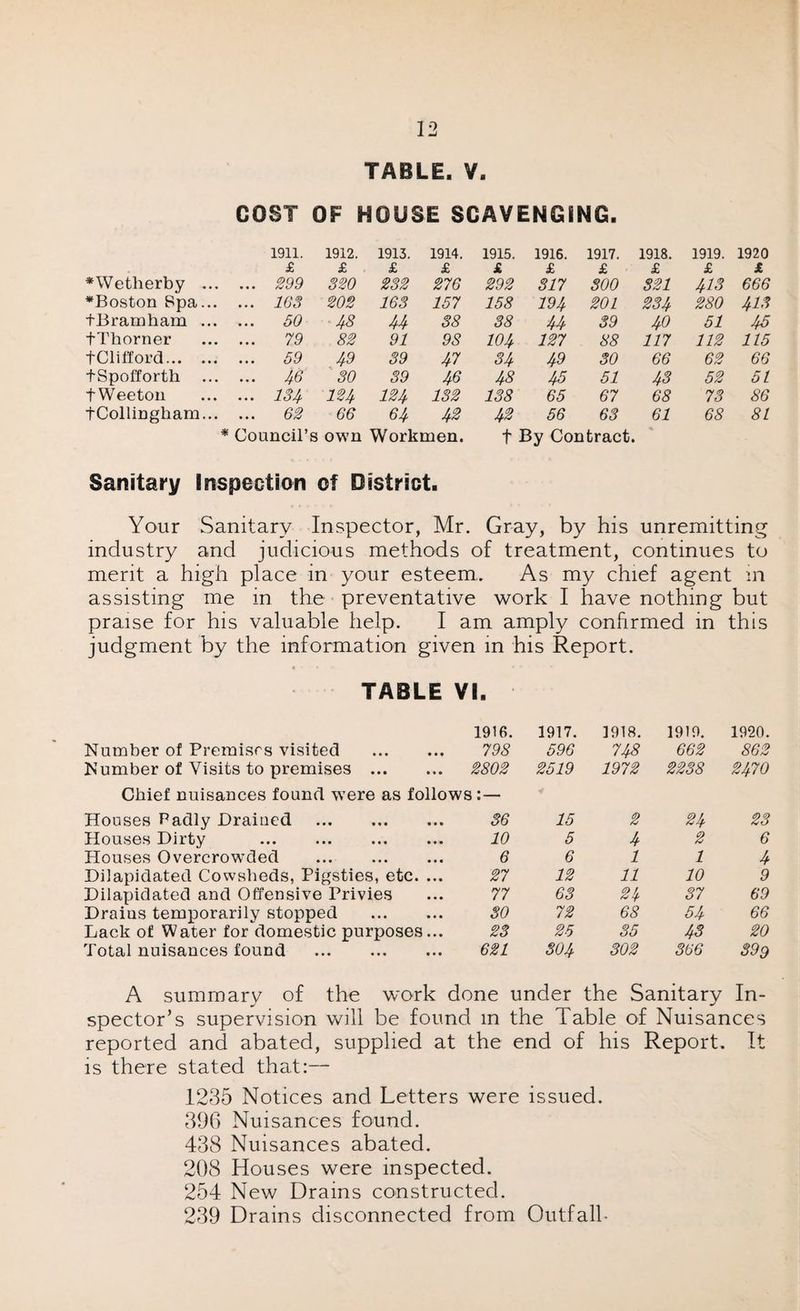 12
TABLE. V.
COST OF HOUSE SCAVENGING.
1911. 1912. 1913. 1914. 1915. 1916. 1917. 1918. 1919. 1920
£ £ £ £ £ £ £ £ £ £
*Wetherby ... ... 299 320 232 276 292 317 300 321 413 666
*Boston Spa... ... 163 202 163 157 158 194 201 234 280 413
†Bramham ... ... 50 48 44 38 38 44 39 40 51 45
†Thorner ... ... 79 82 91 98 104 127 88 117 112 115
†Clifford... ... ... 59 49 39 47 34 49 30 66 62 66
†Spofforth ... ... 46 30 39 46 48 45 51 43 52 51
†Weeton ... ... 134 124 124 132 138 65 67 68 73 86
†Collingham... ... 62 66 64 42 42 56 63 61 68 81
* Council's own Workmen. † By Contract.
Sanitary Inspection of District.
Your Sanitary Inspector, Mr. Gray, by his unremitting
industry and judicious methods of treatment, continues to
merit a high place in your esteem. As my chief agent in
assisting me in the preventative work I have nothing but
praise for his valuable help. I am amply confirmed in this
judgment by the information given in his Report.
TABLE VI.
1916. 1917. 1918. 1919. 1920.
Number of Premises visited ... ... 798 596 748 662 862
Number of Visits to premises ... ... 2802 2519 1972 2238 2470
Chief nuisances found were as follows:—
Houses Badly Drained ... ... ... 36 15 2 24 23
Houses Dirty ... ... ... ... 10 5 4 2 6
Houses Overcrowded ... ... ... 6 6 1 1 4
Dilapidated Cowsheds, Pigsties, etc. ... 27 12 11 10 9
Dilapidated and Offensive Privies ... 77 63 24 37 69
Drains temporarily stopped ... ... 30 72 68 54 66
Lack of Water for domestic purposes... 23 25 35 43 20
Total nuisances found ... ... ... 621 304 302 366 399
A summary of the work done under the Sanitary In-
spector's supervision will be found in the Table of Nuisances
reported and abated, supplied at the end of his Report. It
is there stated that:—
1235 Notices and Letters were issued.
396 Nuisances found.
438 Nuisances abated.
208 Houses were inspected.
254 New Drains constructed.
239 Drains disconnected from Outfall-